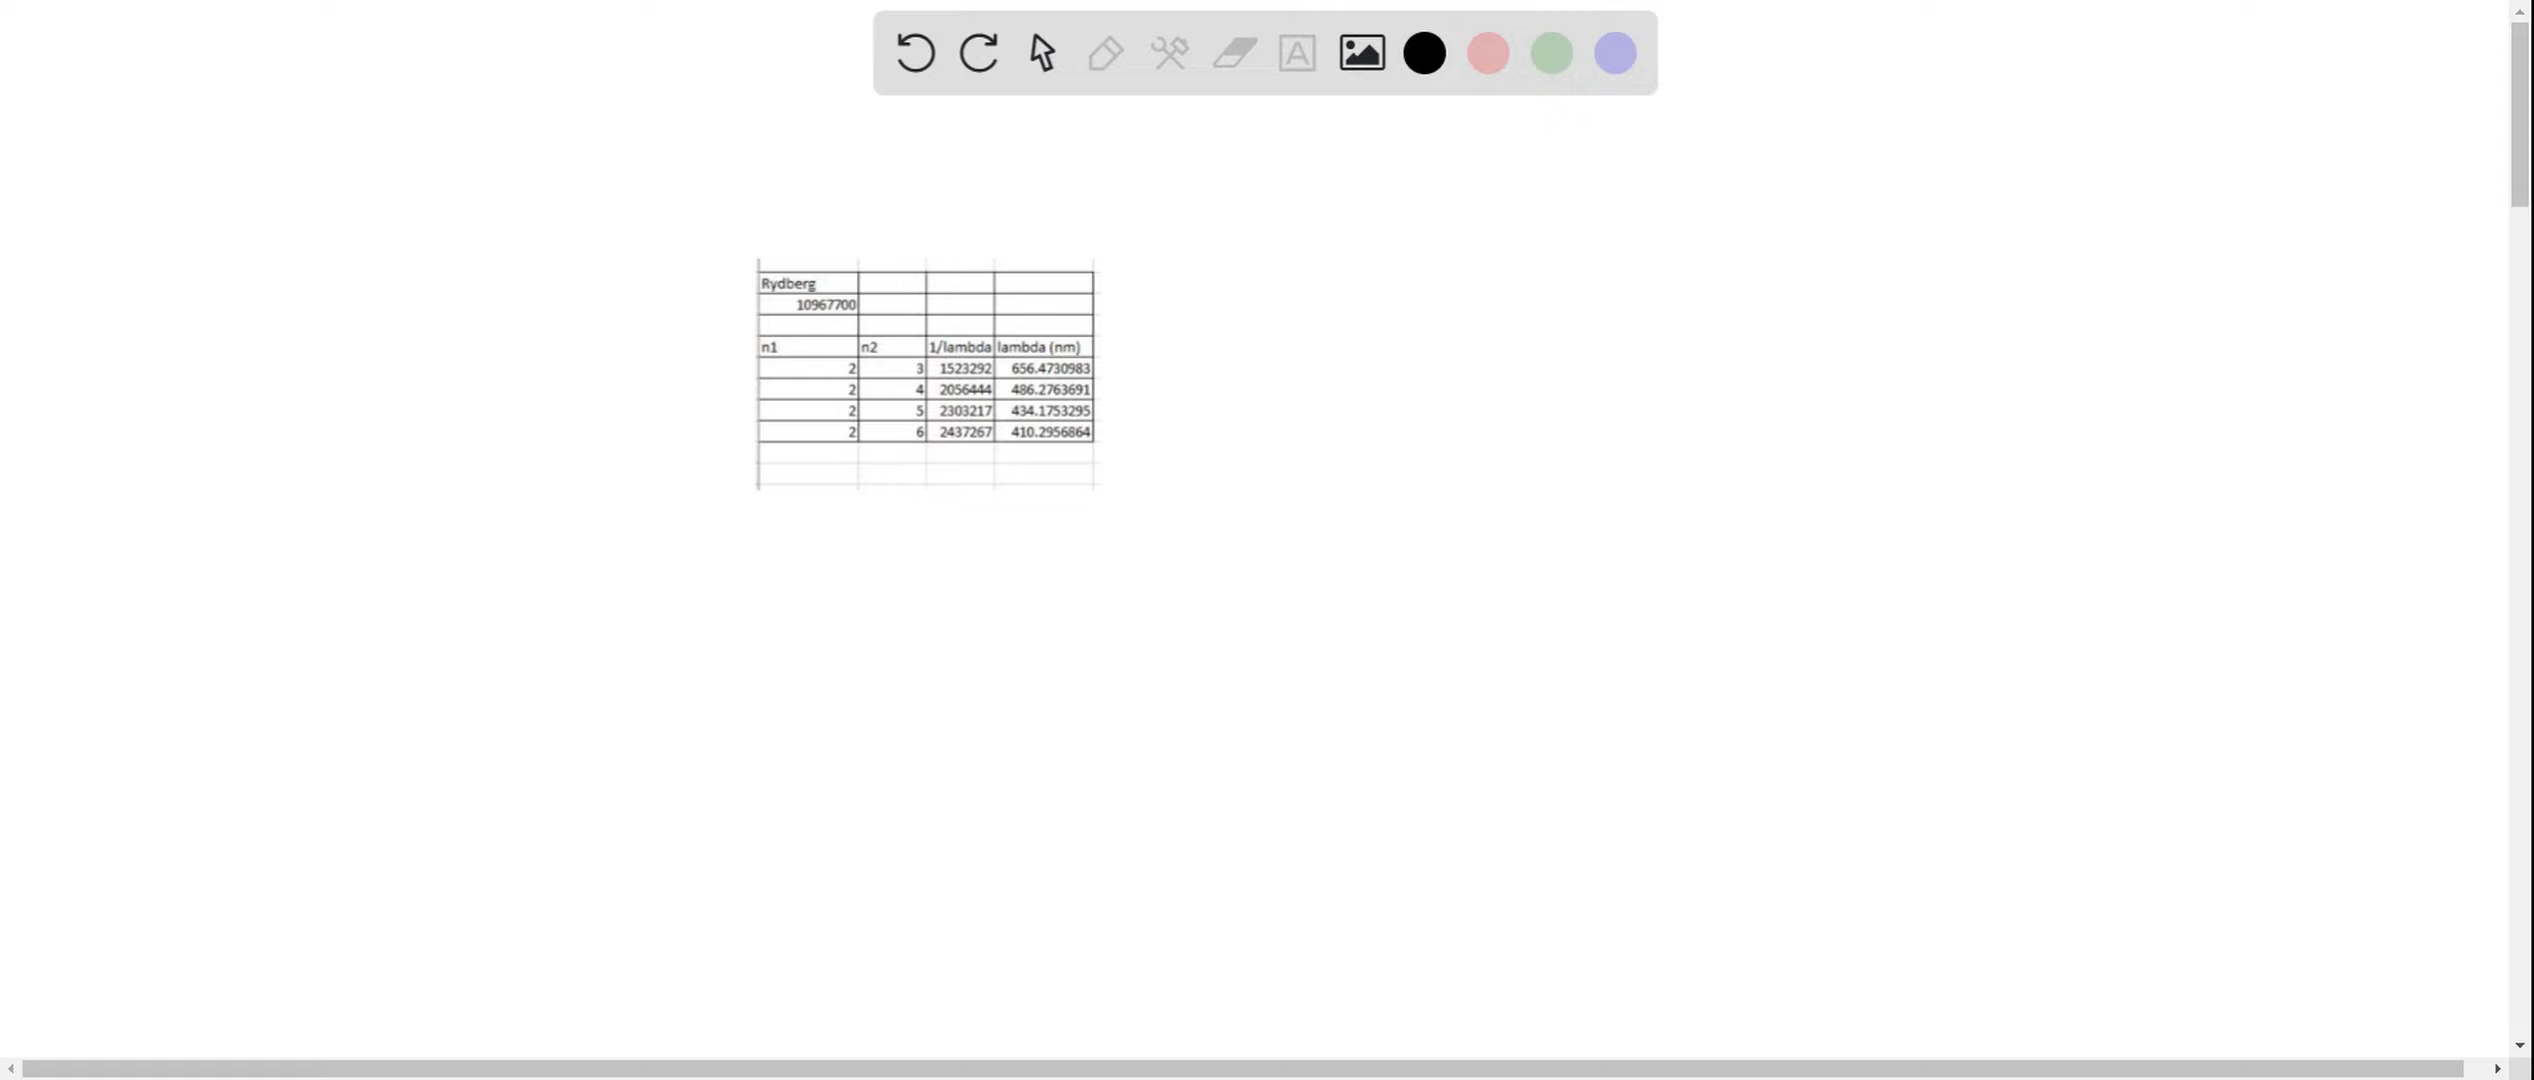 A
Rydberg
10967700
n1 n2 1/lambda lambda (nm)
2 3 1523292 656.4730983
2 4 2056444 486.2763691
2 5 2303217 434.1753295
2 6 2437267 410.2956864